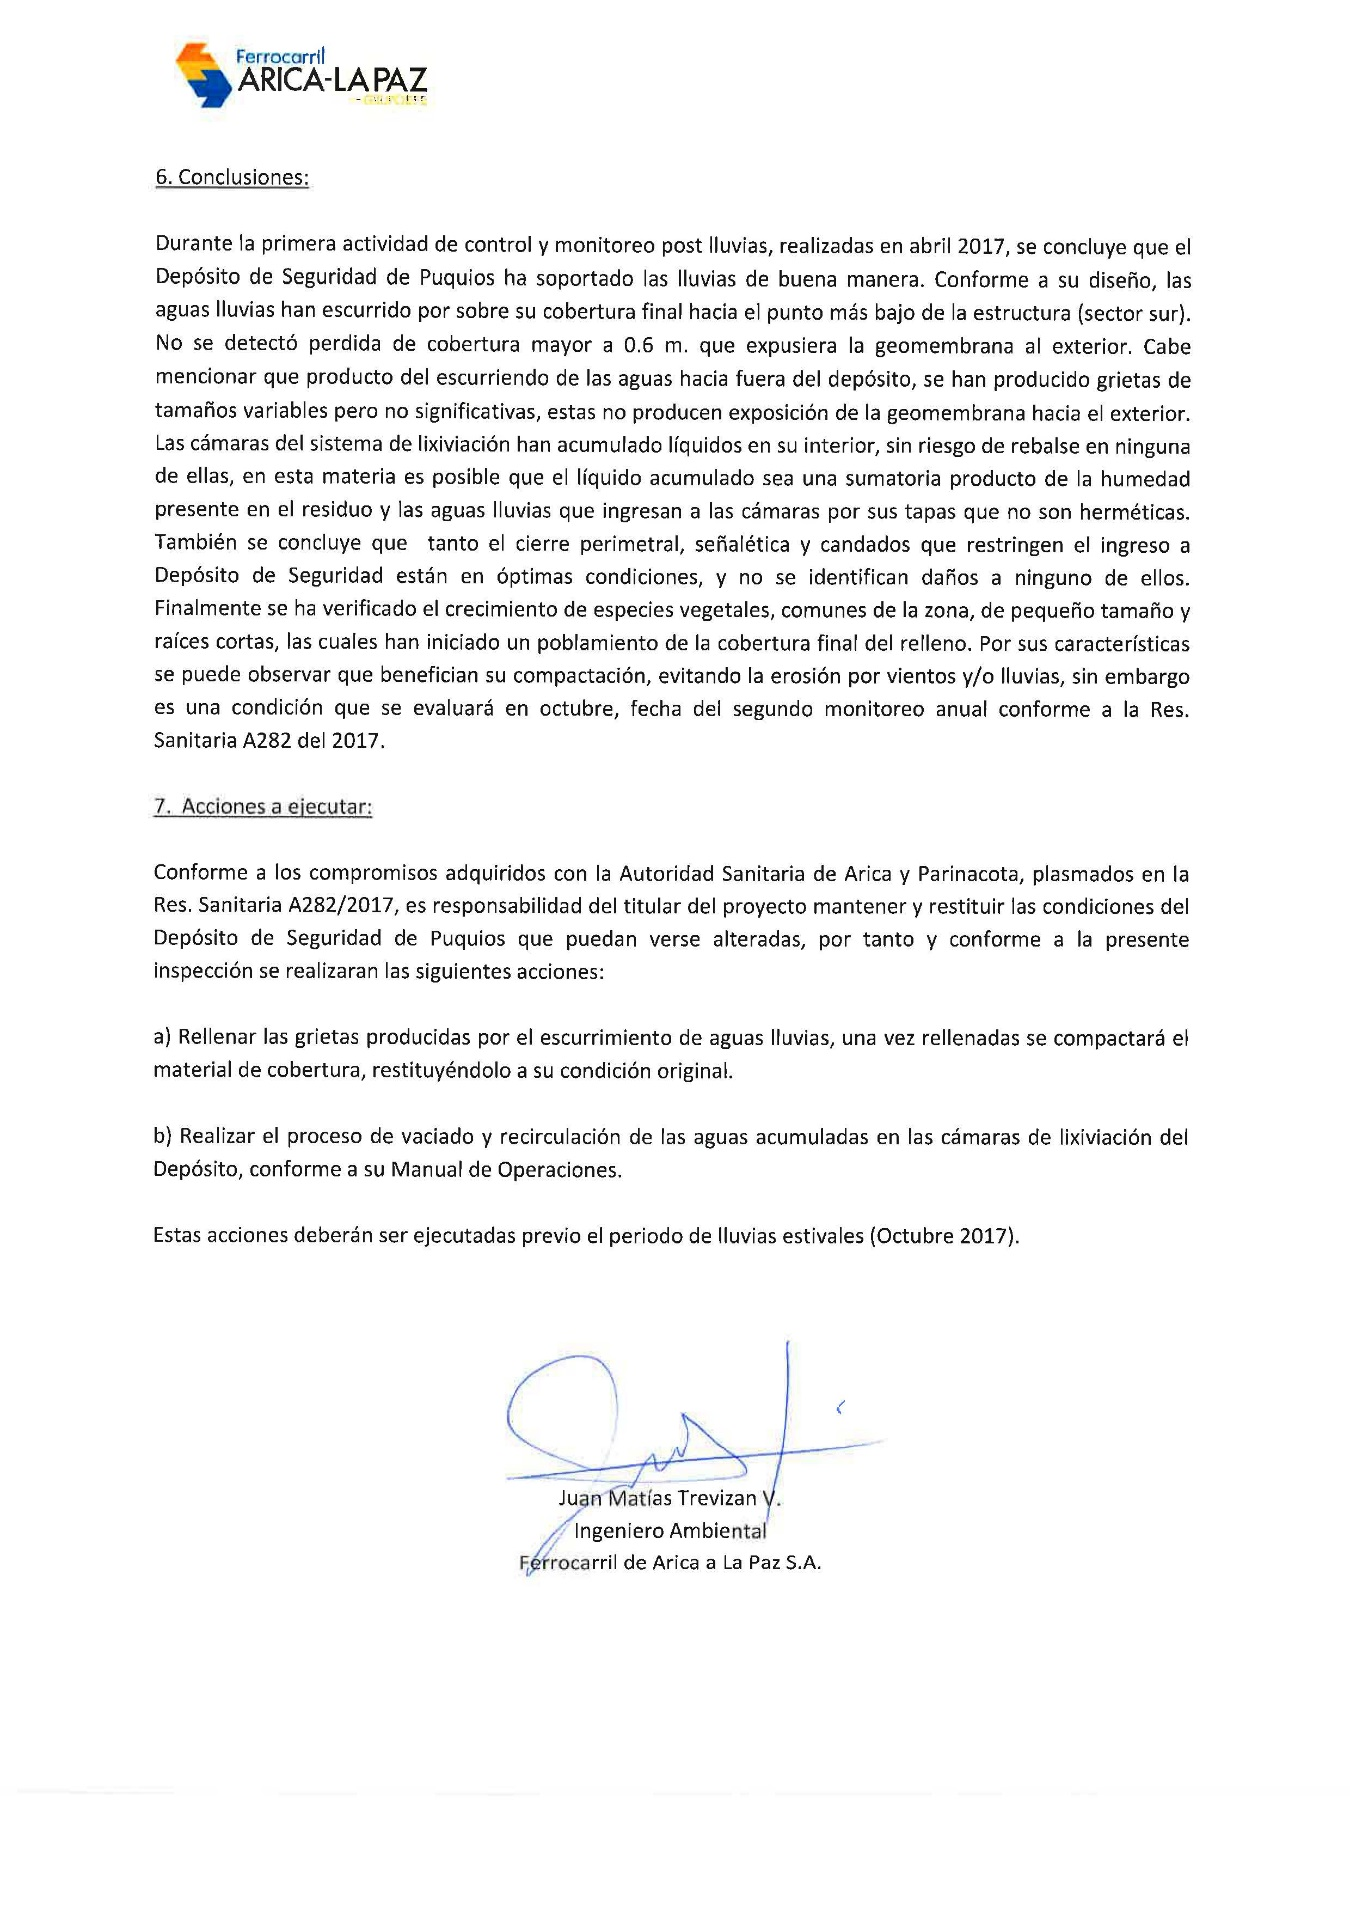 Ferrocarril
ARICA-LA PAZ
6. Conclusiones:
Durante la primera actividad de control y monitoreo post lluvias, realizadas en abril 2017, se concluye que el
Depósito de Seguridad de Puquios ha soportado las lluvias de buena manera. Conforme a su diseño, las
aguas lluvias han escurrido por sobre su cobertura final hacia el punto más bajo de la estructura (sector sur).
No se detectó perdida de cobertura mayor a 0.6 m. que expusiera la geomembrana al exterior. Cabe
mencionar que producto del escurriendo de las aguas hacia fuera del depósito, se han producido grietas de
tamaños variables pero no significativas, estas no producen exposición de la geomembrana hacia el exterior.
Las cámaras del sistema de lixiviación han acumulado líquidos en su interior, sin riesgo de rebalse en ninguna
de ellas, en esta materia es posible que el líquido acumulado sea una sumatoria producto de la humedad
presente en el residuo y las aguas lluvias que ingresan a las cámaras por sus tapas que no son herméticas.
También se concluye que tanto el cierre perimetral, señalética y candados que restringen el ingreso a
Depósito de Seguridad están en óptimas condiciones, y no se identifican daños a ninguno de ellos.
Finalmente se ha verificado el crecimiento de especies vegetales, comunes de la zona, de pequeño tamaño y
raíces cortas, las cuales han iniciado un poblamiento de la cobertura final del relleno. Por sus características
se puede observar que benefician su compactación, evitando la erosión por vientos y/o lluvias, sin embargo
es una condición que se evaluará en octubre, fecha del segundo monitoreo anual conforme a la Res.
Sanitaria A282 del 2017.
7. Acciones a ejecutar:
Conforme a los compromisos adquiridos con la Autoridad Sanitaria de Arica y Parinacota, plasmados en la
Res. Sanitaria A282/2017, es responsabilidad del titular del proyecto mantener y restituir las condiciones del
Depósito de Seguridad de Puquios que puedan verse alteradas, por tanto y conforme a la presente
inspección se realizaran las siguientes acciones:
a) Rellenar las grietas producidas por el escurrimiento de aguas lluvias, una vez rellenadas se compactará el
material de cobertura, restituyéndolo a su condición original.
b) Realizar el proceso de vaciado y recirculación de las aguas acumuladas en las cámaras de lixiviación del
Depósito, conforme a su Manual de Operaciones.
Estas acciones deberán ser ejecutadas previo el periodo de lluvias estivales (Octubre 2017).
Juan Matías Trevizan V.
Ingeniero Ambiental
Ferrocarril de Arica a La Paz S.A.